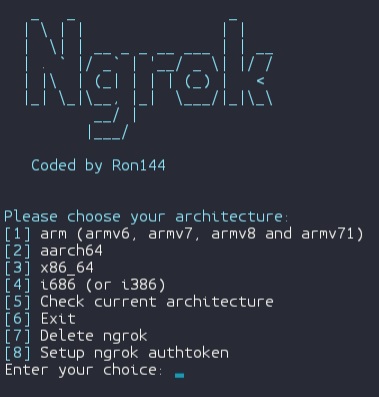 Ngrok
Coded by Ron144
Please choose your architecture:
[1] arm (armv6, armv7, armv8 and armv71)
[2] aarch64
[3] x86_64
[4] i686 (or i386)
[5] Check current architecture
[6] Exit
[7] Delete ngrok
[8] Setup ngrok authtoken
Enter your choice: